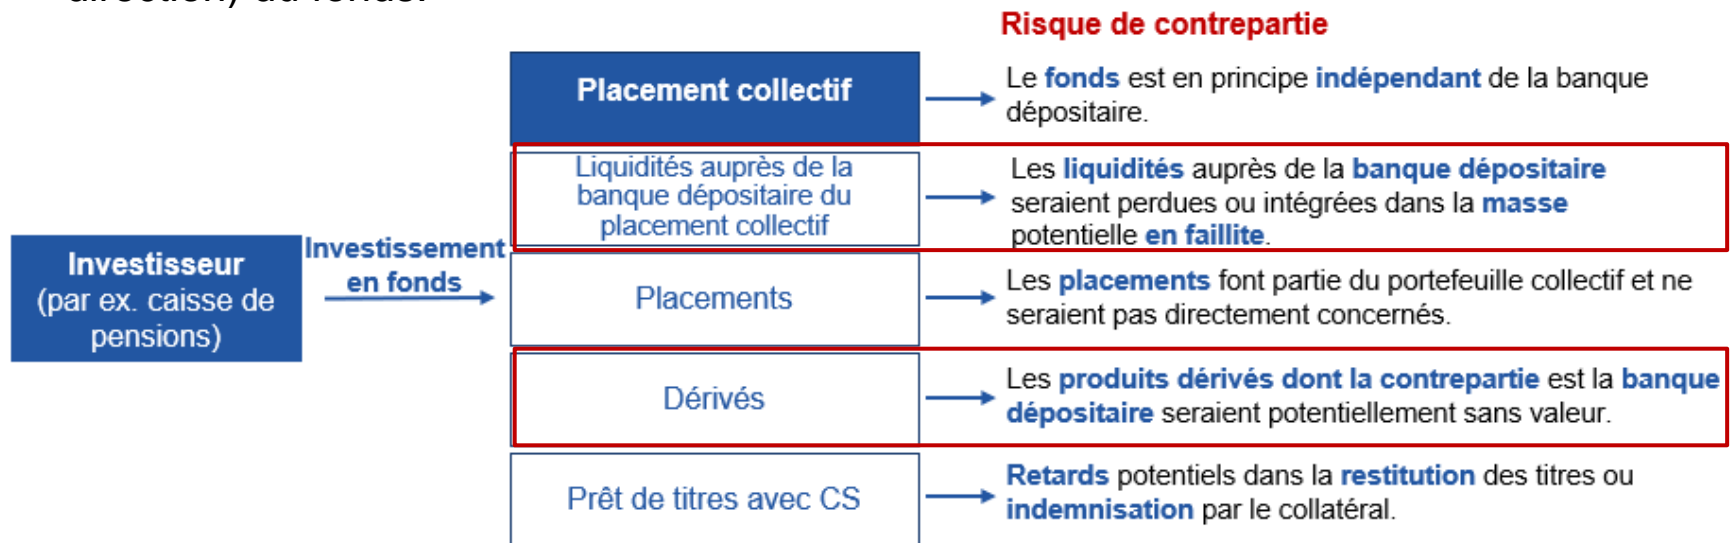 direction) du fonds.
Risque de contrepartie
Placement collectif
Le fonds est en principe indépendant de la banque
dépositaire.
Liquidités auprès de la
banque dépositaire du
placement collectif
Les liquidités auprès de la banque dépositaire
seraient perdues ou intégrées dans la masse
potentielle en faillite.
Investisseur
(par ex. caisse de
pensions)
Investissement
en fonds
Placements
Les placements font partie du portefeuille collectif et ne
seraient pas directement concernés.
Dérivés
Les produits dérivés dont la contrepartie est la banque
dépositaire seraient potentiellement sans valeur.
Prêt de titres avec CS
Retards potentiels dans la restitution des titres ou
indemnisation par le collatéral.